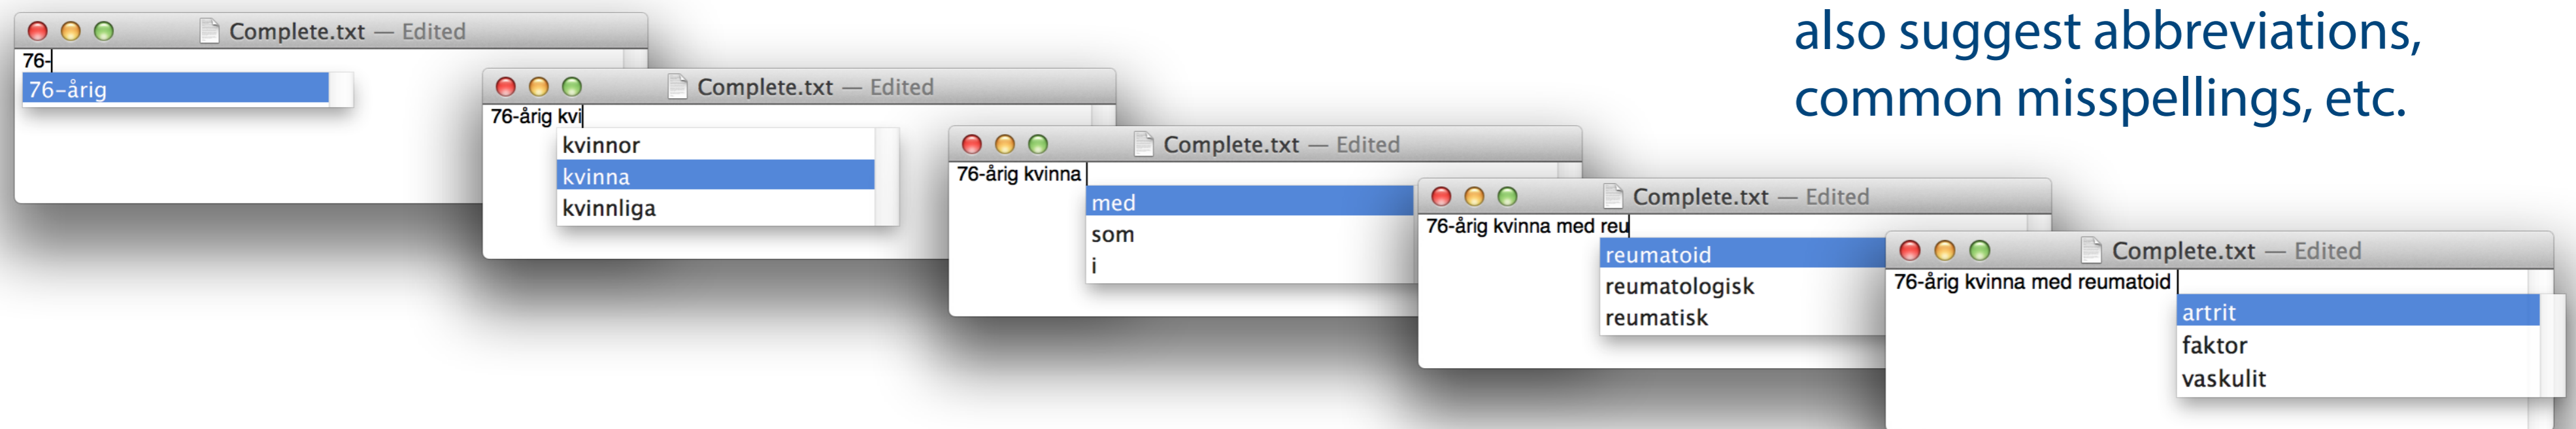 Complete.txt — Edited
76-
76-årig
Complete.txt — Edited
76-årig kvi
kvinnor
kvinna
kvinnliga
Complete.txt — Edited
76-årig kvinna
med
som
i
Complete.txt — Edited
76-årig kvinna med reu
reumatoid
reumatologisk
reumatisk
Complete.txt — Edited
76-årig kvinna med reumatoid
artrit
faktor
vaskulit
also suggest abbreviations,
common misspellings, etc.